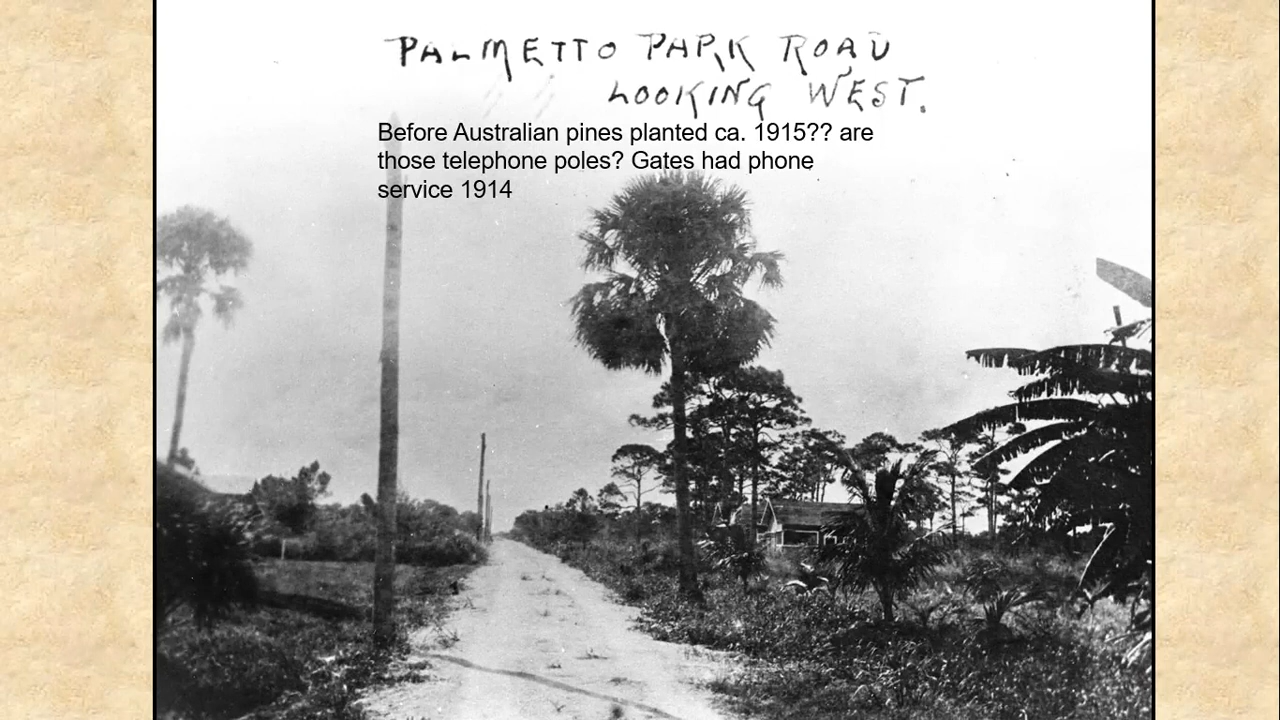 PALMETTO PARK ROAD
LOOKING WEST.
Before Australian pines planted ca. 1915?? are
those telephone poles? Gates had phone
service 1914